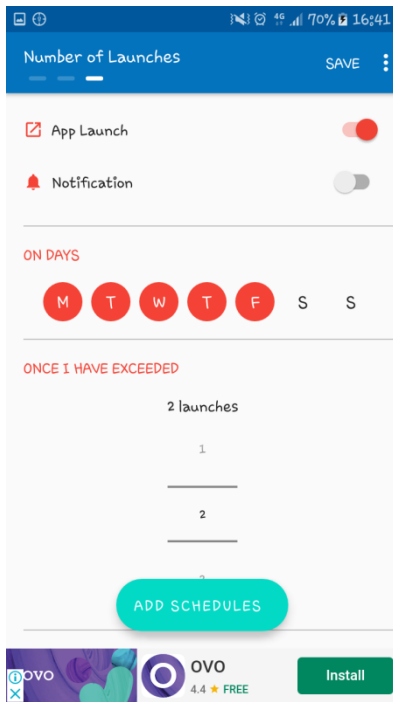 4G 70% 16:41
Number of Launches
SAVE
App Launch
Notification
ON DAYS
M T W T F S S
ONCE I HAVE EXCEEDED
2 launches
1
2
ADD SCHEDULES
OVO
OVO
4.4 ★ FREE
Install